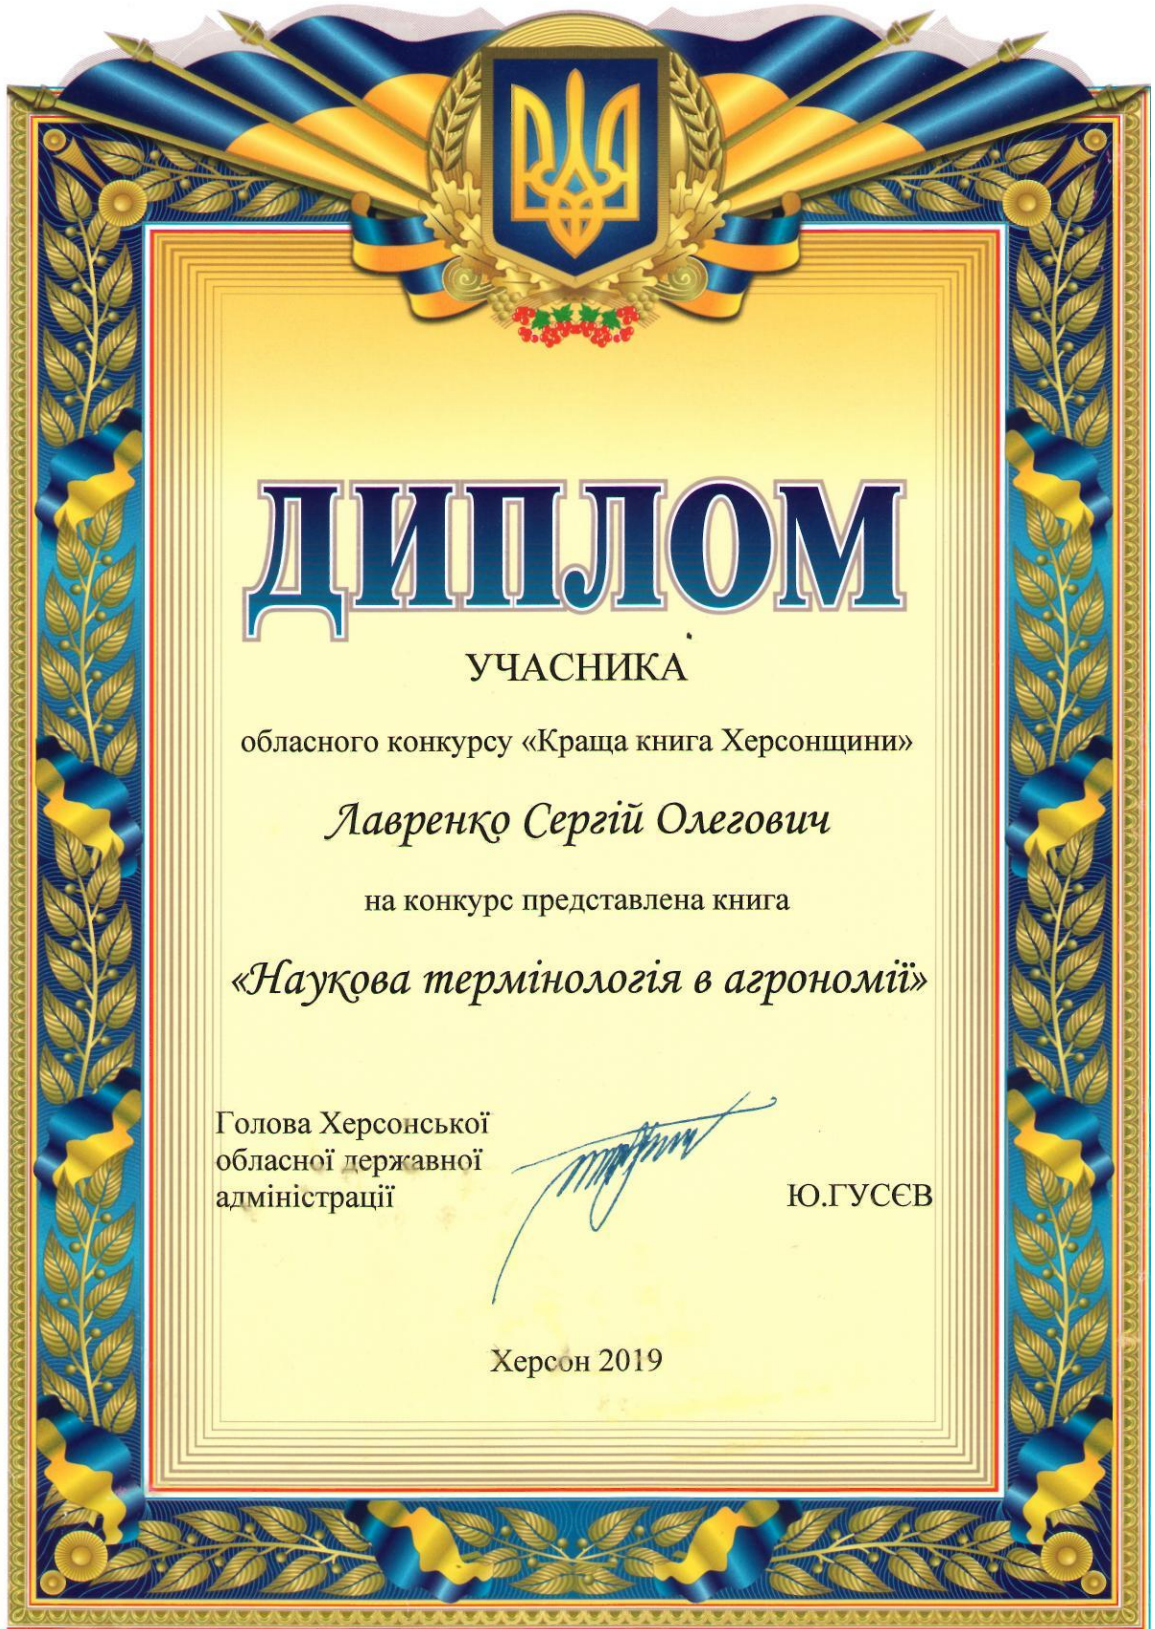 ДИПЛОМ
УЧАСНИКА
обласного конкурсу «Краща книга Херсонщини»
Лавренко Сергій Олегович
на конкурс представлена книга
«Наукова термінологія в агрономії»
Голова Херсонської
обласної державної
адміністрації
Ю.ГУСЄВ
Херсон 2019